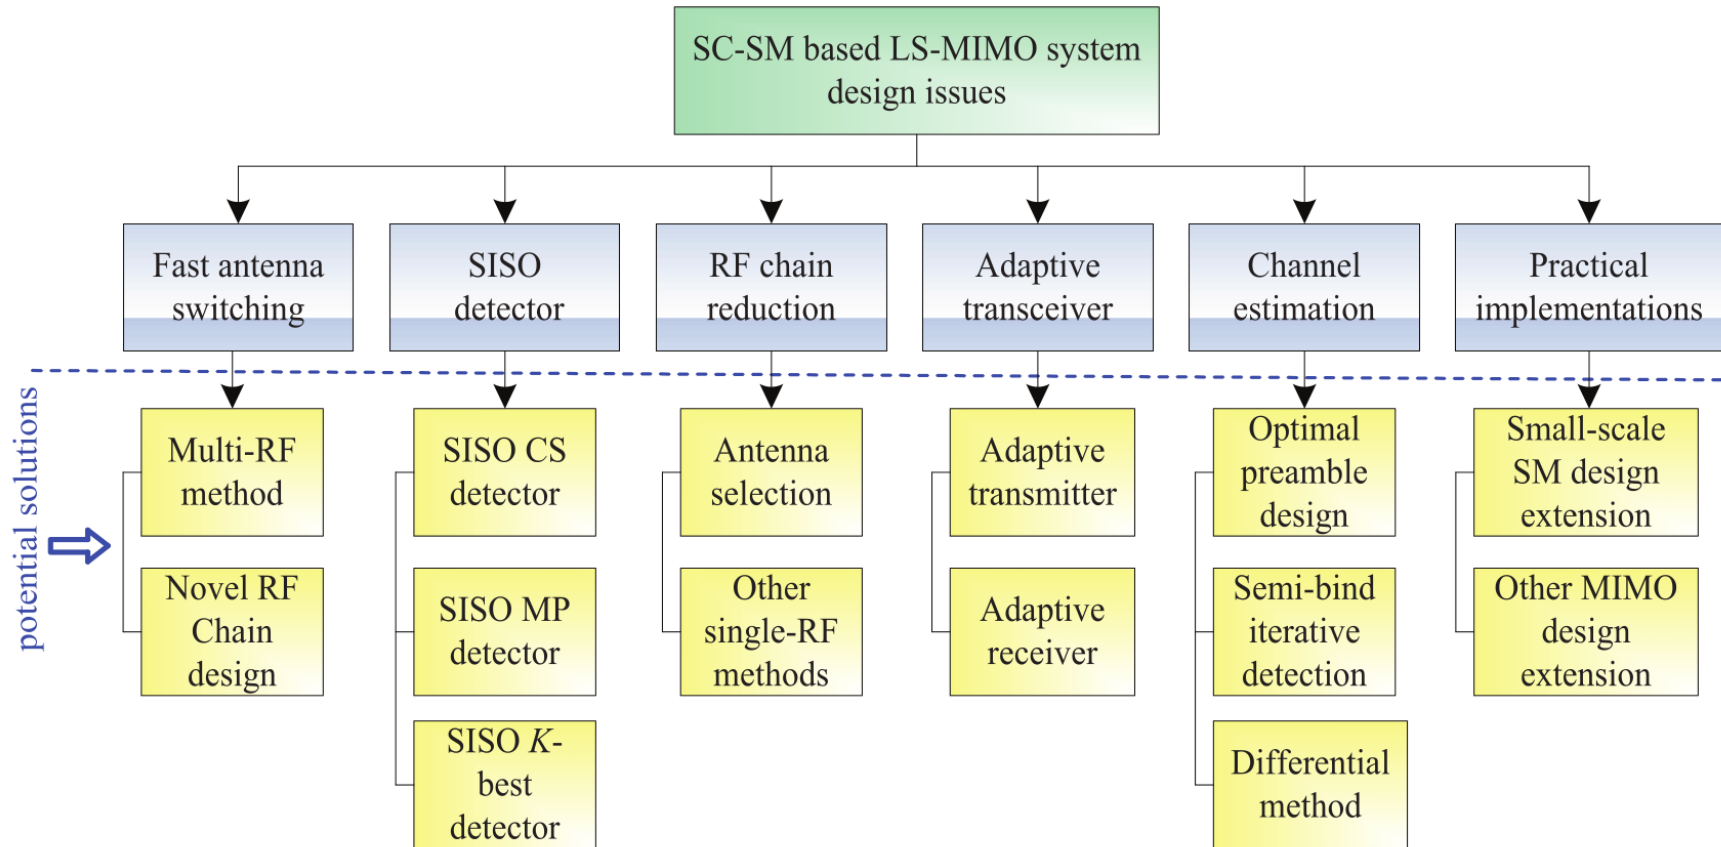 SC-SM based LS-MIMO system
design issues
Fast antenna
switching
SISO
detector
RF chain
reduction
Adaptive
transceiver
Channel
estimation
Practical
implementations
potential solutions
Multi-RF
method
Novel RF
Chain
design
SISO CS
detector
SISO MP
detector
SISO K-
best
detector
Antenna
selection
Other
single-RF
methods
Adaptive
transmitter
Adaptive
receiver
Optimal
preamble
design
Semi-bind
iterative
detection
Differential
method
Small-scale
SM design
extension
Other MIMO
design
extension